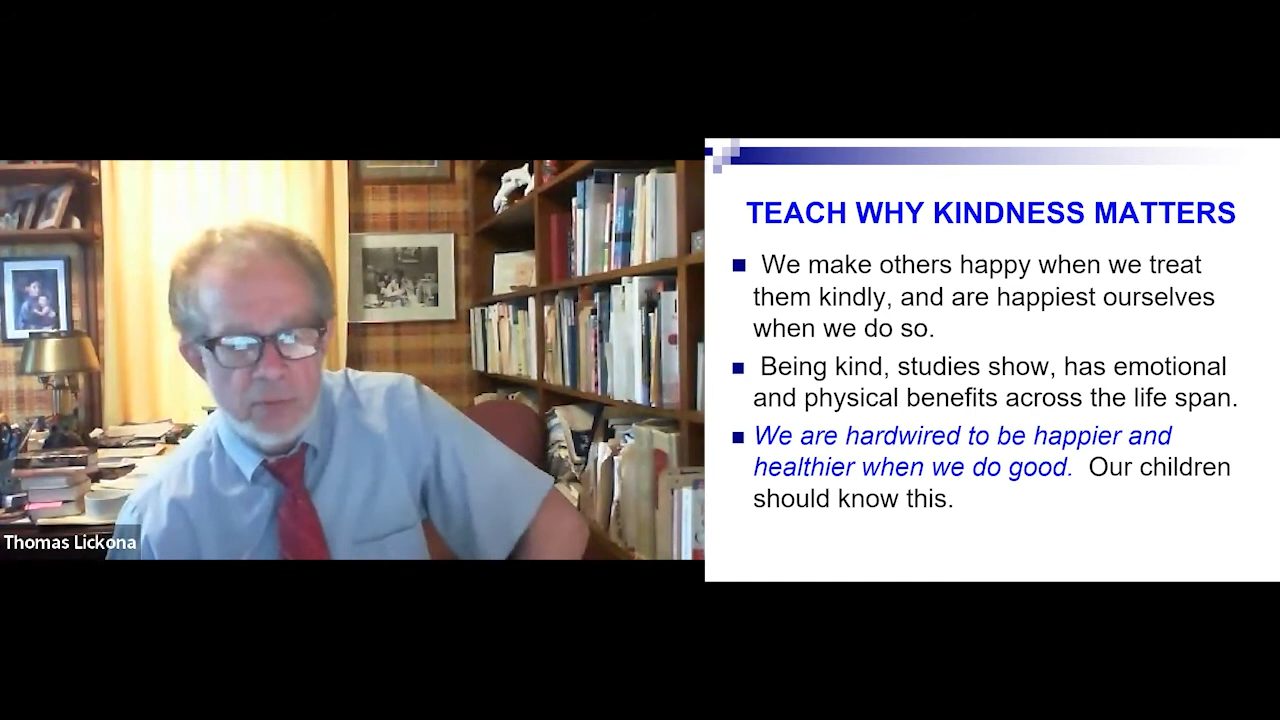 Thomas Lickona
TEACH WHY KINDNESS MATTERS
We make others happy when we treat
them kindly, and are happiest ourselves
when we do so.
Being kind, studies show, has emotional
and physical benefits across the life span.
We are hardwired to be happier and
healthier when we do good. Our children
should know this.